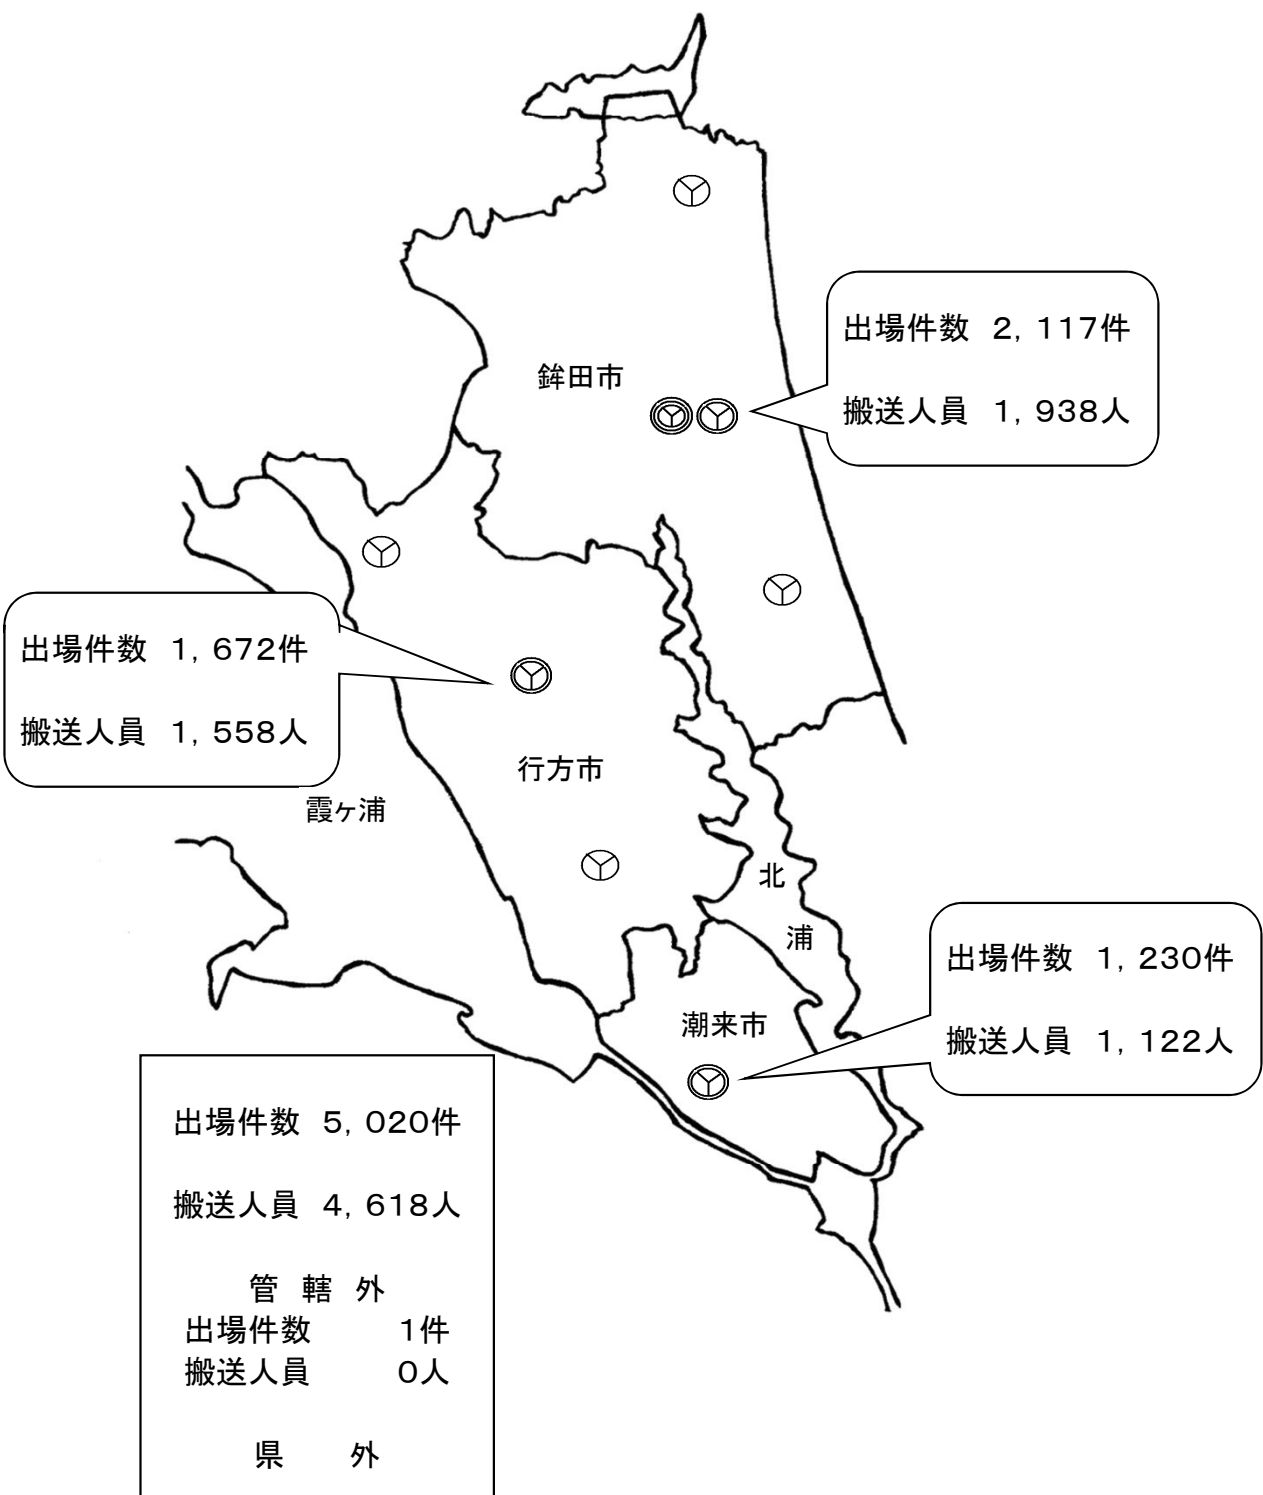 鉾田市
出場件数 2,117件
搬送人員 1,938人
出場件数 1,672件
搬送人員 1,558人
行方市
霞ヶ浦
北
浦
出場件数 1,230件
搬送人員 1,122人
潮来市
出場件数 5,020件
搬送人員 4,618人
管 轄 外
出場件数 1件
搬送人員 0人
県 外